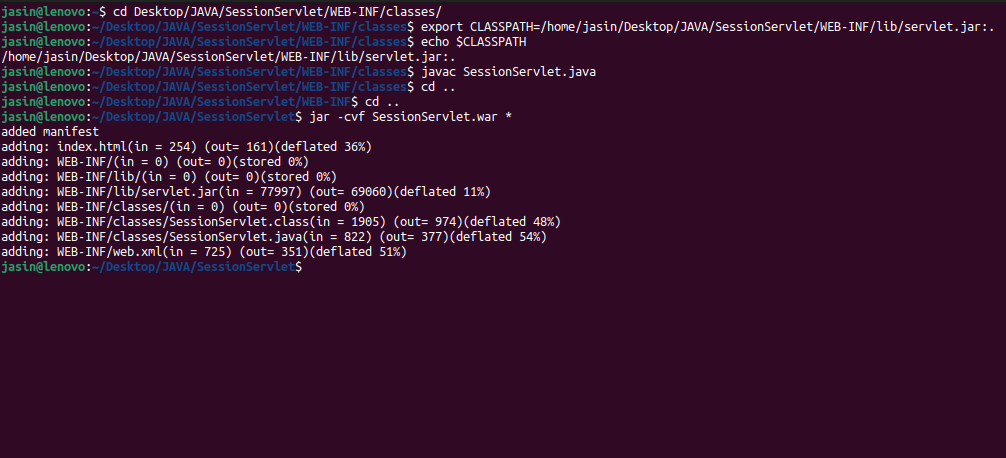 jasin@lenovo:~$ cd Desktop/JAVA/SessionServlet/WEB-INF/classes/
jasin@lenovo:~/Desktop/JAVA/SessionServlet/WEB-INF/classes$ export CLASSPATH=/home/jasin/Desktop/JAVA/SessionServlet/WEB-INF/lib/servlet.jar:.
jasin@lenovo:~/Desktop/JAVA/SessionServlet/WEB-INF/classes$ echo $CLASSPATH
/home/jasin/Desktop/JAVA/SessionServlet/WEB-INF/lib/servlet.jar:.
jasin@lenovo:~/Desktop/JAVA/SessionServlet/WEB-INF/classes$ javac SessionServlet.java
jasin@lenovo:~/Desktop/JAVA/SessionServlet/WEB-INF/classes$ cd ..
jasin@lenovo:~/Desktop/JAVA/SessionServlet/WEB-INF$ cd ..
jasin@lenovo:~/Desktop/JAVA/SessionServlet$ jar -cvf SessionServlet.war *
added manifest
adding: index.html(in = 254) (out= 161)(deflated 36%)
adding: WEB-INF/(in = 0) (out= 0)(stored 0%)
adding: WEB-INF/lib/(in = 0) (out= 0)(stored 0%)
adding: WEB-INF/lib/servlet.jar(in = 77997) (out= 69060)(deflated 11%)
adding: WEB-INF/classes/(in = 0) (out= 0)(stored 0%)
adding: WEB-INF/classes/SessionServlet.class(in = 1905) (out= 974)(deflated 48%)
adding: WEB-INF/classes/SessionServlet.java(in = 822) (out= 377)(deflated 54%)
adding: WEB-INF/web.xml(in = 725) (out= 351)(deflated 51%)
jasin@lenovo:~/Desktop/JAVA/SessionServlet$